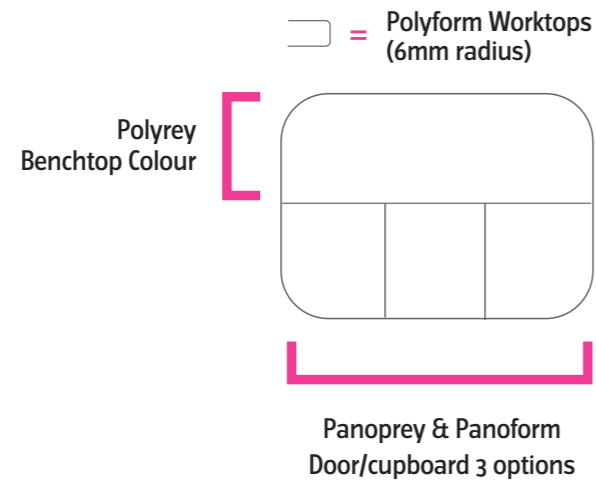 = Polyform Worktops
(6mm radius)
Polyrey
Benchtop Colour
Panoprey & Panoform
Door/cupboard 3 options